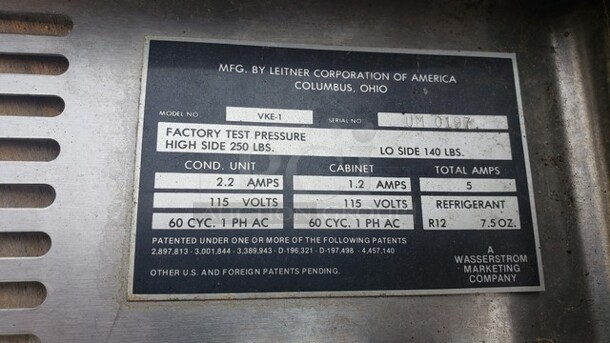 MFG. BY LEITNER CORPORATION OF AMERICA
COLUMBUS, OHIO
MODEL NO. VKE-1 SERIAL NO. UM 0197
FACTORY TEST PRESSURE
HIGH SIDE 250 LBS. LO SIDE 140 LBS.
COND. UNIT CABINET TOTAL AMPS
2.2 AMPS 1.2 AMPS 5
115 VOLTS 115 VOLTS REFRIGERANT
60 CYC. 1 PH AC 60 CYC. 1 PH AC R12 7.5 OZ.
PATENTED UNDER ONE OR MORE OF THE FOLLOWING PATENTS
2,897,813 - 3,001,844 - 3,389,943 - D-196,321 - D-197,498 - 4,457,140
OTHER U.S. AND FOREIGN PATENTS PENDING.
A
WASSERSTROM
MARKETING
COMPANY